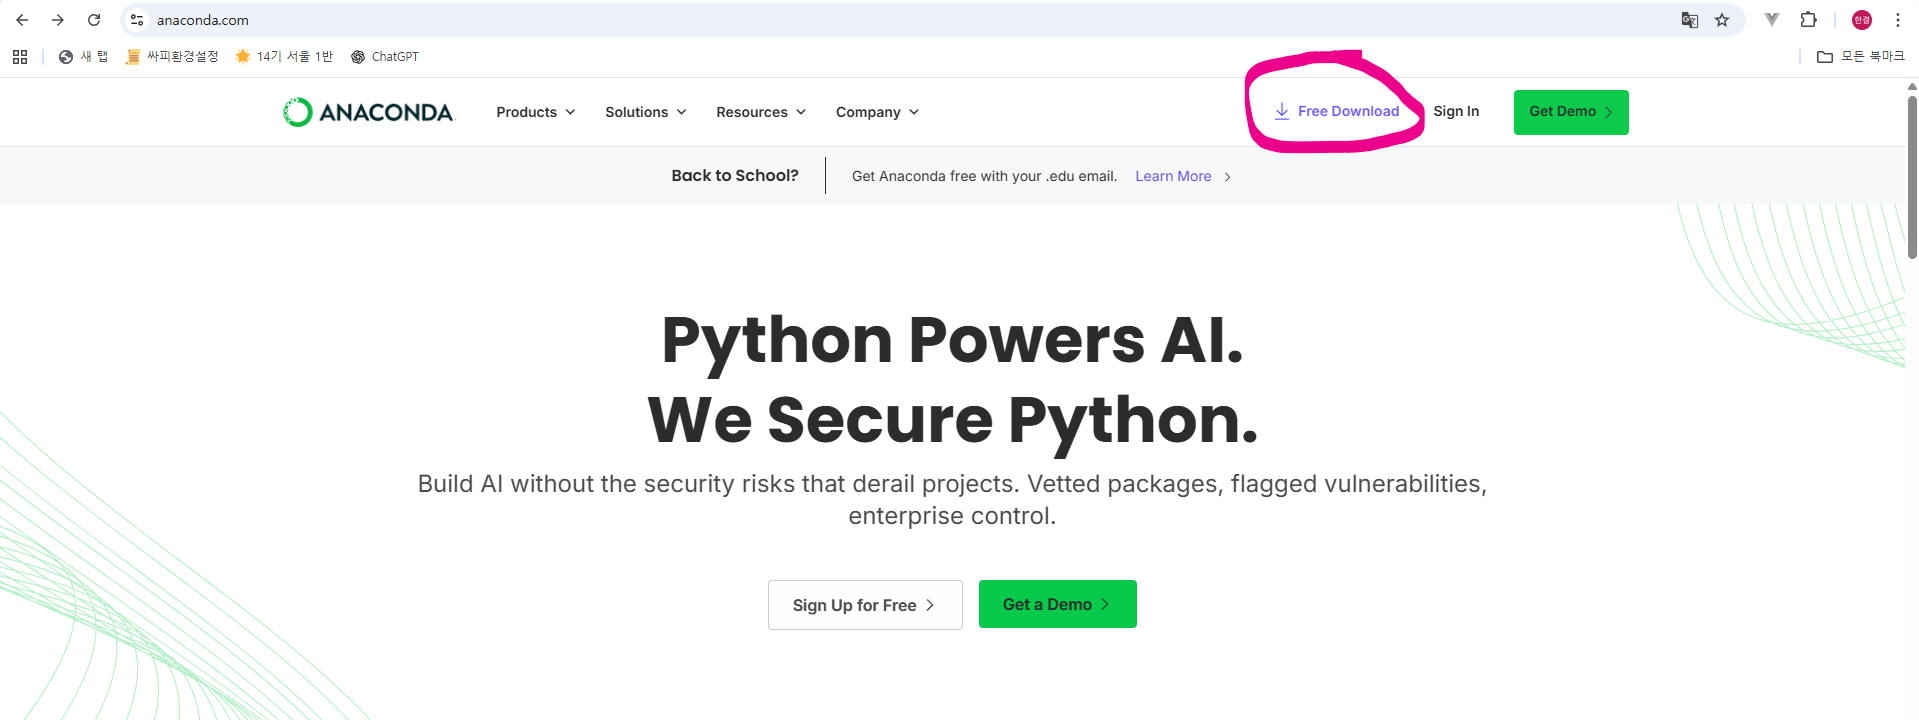 anaconda.com
한결
새 탭 싸피환경설정 14기 서울 1반 ChatGPT 모든 북마크
ANACONDA Products Solutions Resources Company Free Download Sign In Get Demo
Back to School? Get Anaconda free with your .edu email. Learn More
Python Powers AI.
We Secure Python.
Build AI without the security risks that derail projects. Vetted packages, flagged vulnerabilities,
enterprise control.
Sign Up for Free Get a Demo